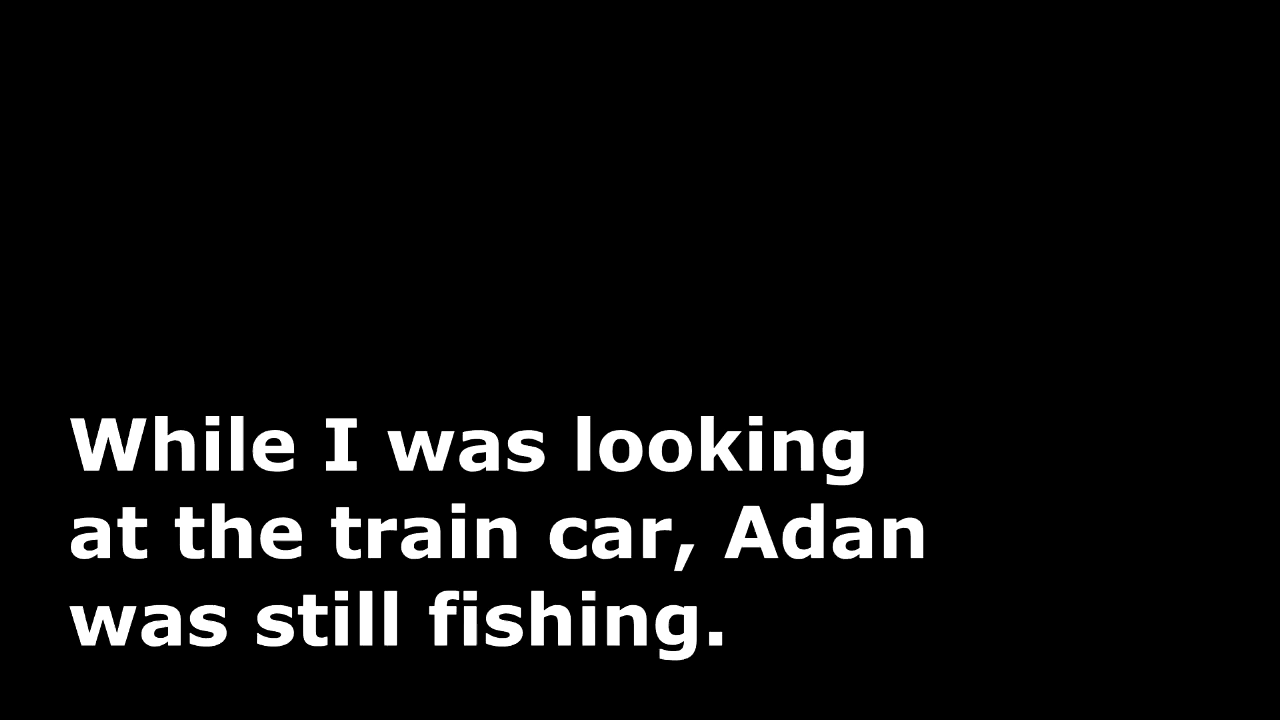 While I was looking
at the train car, Adan
was still fishing.